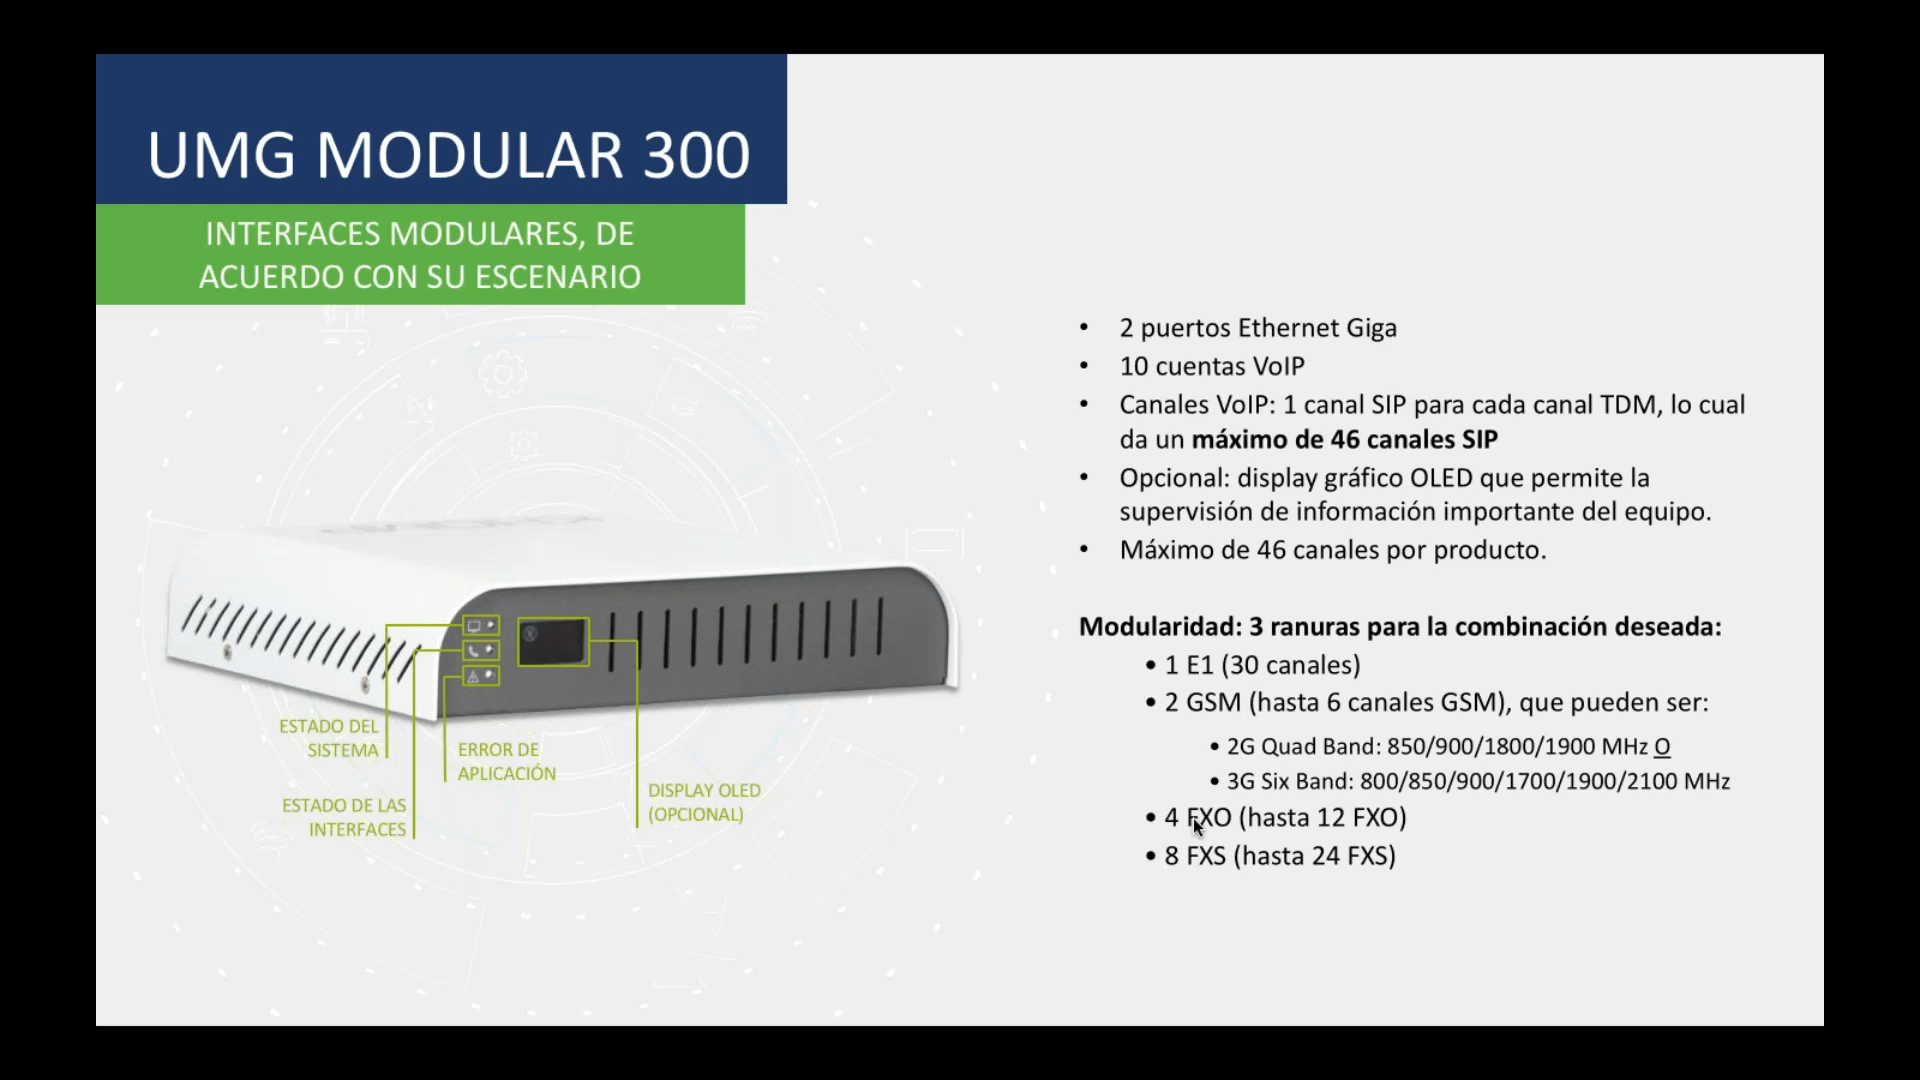 UMG MODULAR 300
INTERFACES MODULARES, DE
ACUERDO CON SU ESCENARIO
• 2 puertos Ethernet Giga
• 10 cuentas VoIP
• Canales VoIP: 1 canal SIP para cada canal TDM, lo cual
da un máximo de 46 canales SIP
• Opcional: display gráfico OLED que permite la
supervisión de información importante del equipo.
• Máximo de 46 canales por producto.
Modularidad: 3 ranuras para la combinación deseada:
• 1 E1 (30 canales)
• 2 GSM (hasta 6 canales GSM), que pueden ser:
• 2G Quad Band: 850/900/1800/1900 MHz O
• 3G Six Band: 800/850/900/1700/1900/2100 MHz
• 4 FXO (hasta 12 FXO)
• 8 FXS (hasta 24 FXS)
ESTADO DEL
SISTEMA
ESTADO DE LAS
INTERFACES
ERROR DE
APLICACIÓN
DISPLAY OLED
(OPCIONAL)